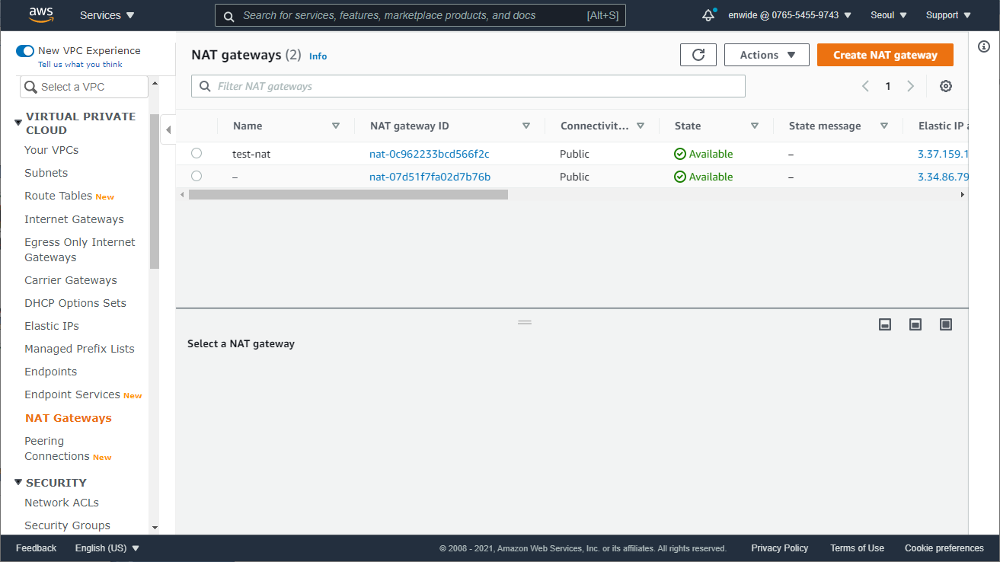 aws Services Search for services, features, marketplace products, and docs [Alt+S] enwide @ 0765-5455-9743 Seoul Support
New VPC Experience
Tell us what you think
Select a VPC
VIRTUAL PRIVATE
CLOUD
Your VPCs
Subnets
Route Tables New
Internet Gateways
Egress Only Internet
Gateways
Carrier Gateways
DHCP Options Sets
Elastic IPs
Managed Prefix Lists
Endpoints
Endpoint Services New
NAT Gateways
Peering
Connections New
SECURITY
Network ACLs
Security Groups
NAT gateways (2) Info Actions Create NAT gateway
Filter NAT gateways 1
Name NAT gateway ID Connectivit... State State message Elastic IP a
test-nat nat-0c962233bcd566f2c Public Available – 3.37.159.1
– nat-07d51f7fa02d7b76b Public Available – 3.34.86.79
Select a NAT gateway
Feedback English (US) © 2008 - 2021, Amazon Web Services, Inc. or its affiliates. All rights reserved. Privacy Policy Terms of Use Cookie preferences